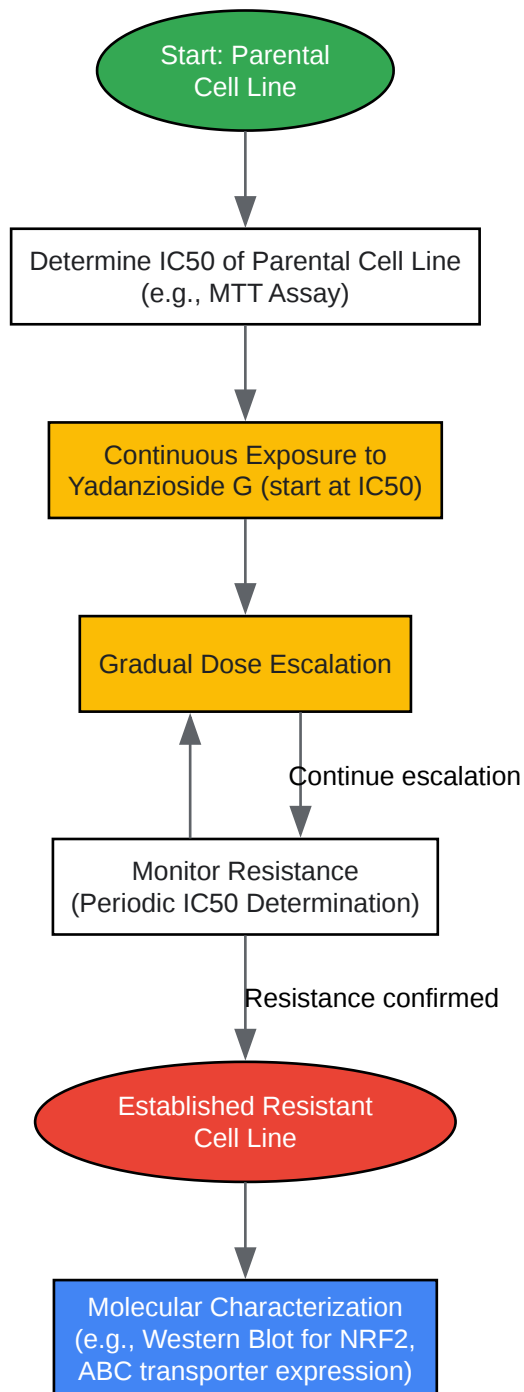 Start: Parental
Cell Line
Determine IC50 of Parental Cell Line
(e.g., MTT Assay)
Continuous Exposure to
Yadanzioside G (start at IC50)
Gradual Dose Escalation
Continue escalation
Monitor Resistance
(Periodic IC50 Determination)
Resistance confirmed
Established Resistant
Cell Line
Molecular Characterization
(e.g., Western Blot for NRF2,
ABC transporter expression)